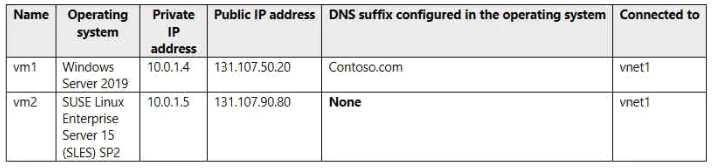 Name Operating system Private IP address Public IP address DNS suffix configured in the operating system Connected to
vm1 Windows Server 2019 10.0.1.4 131.107.50.20 Contoso.com vnet1
vm2 SUSE Linux Enterprise Server 15 (SLES) SP2 10.0.1.5 131.107.90.80 None vnet1